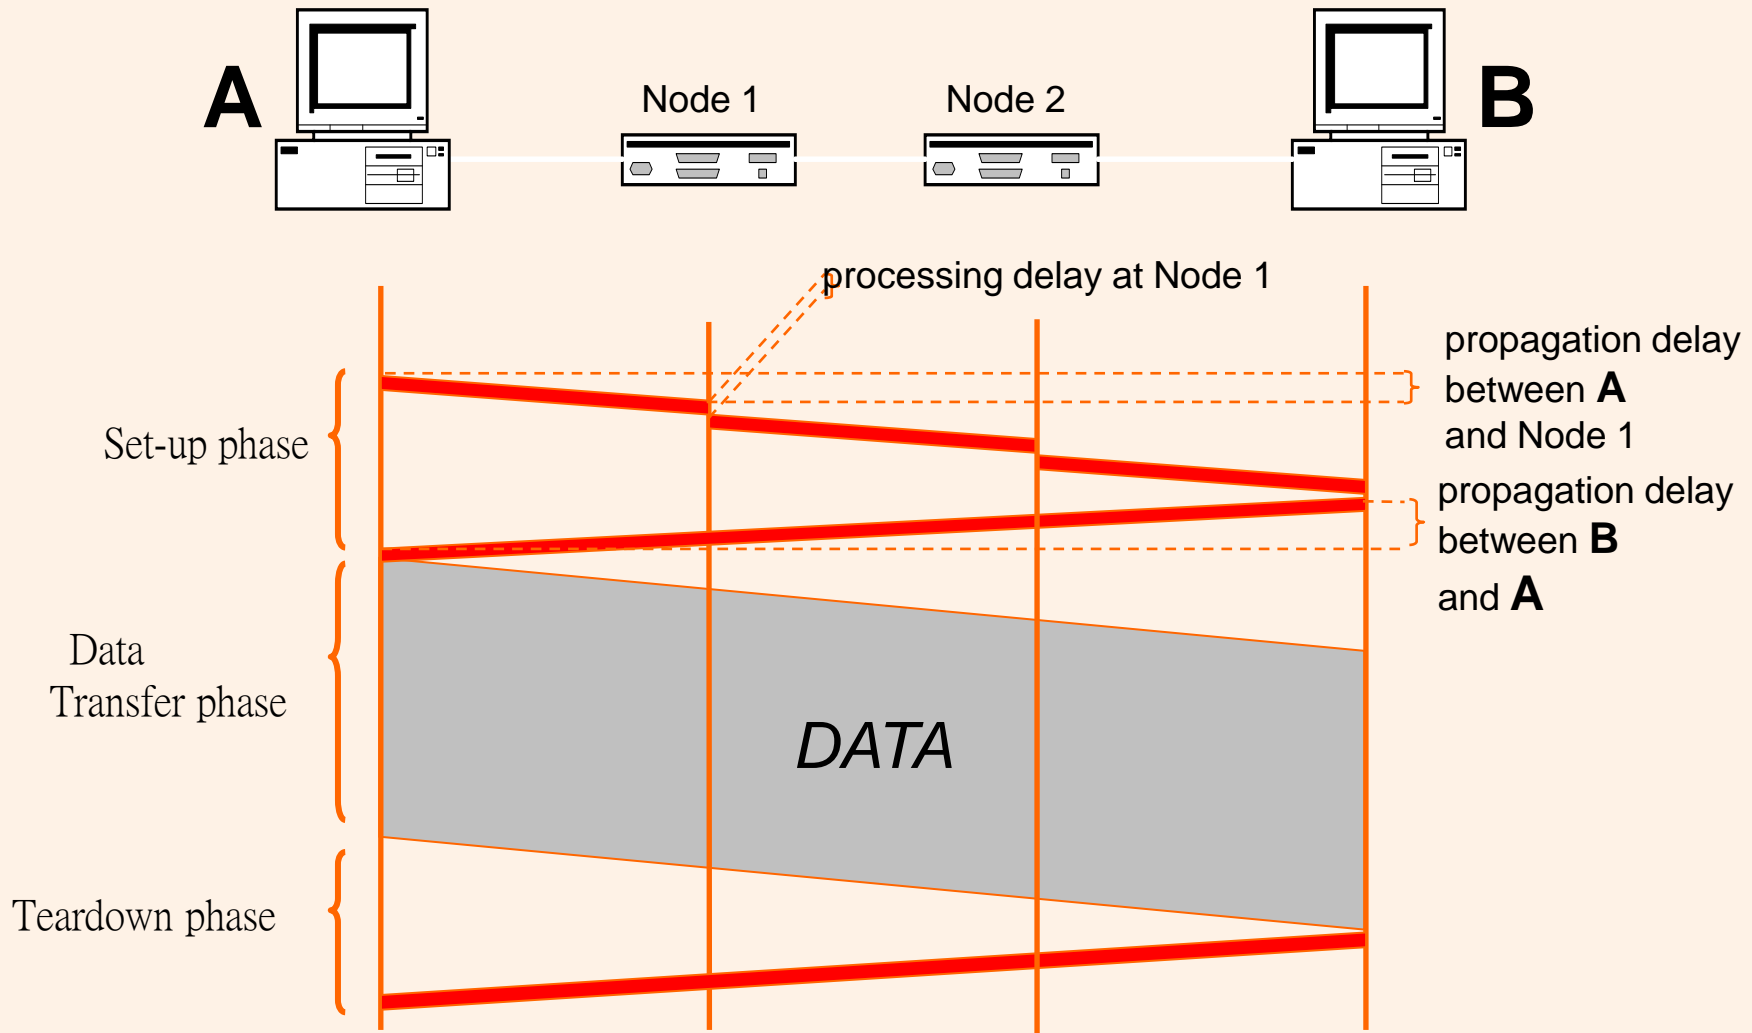 A
Node 1
Node 2
B
processing delay at Node 1
propagation delay
between A
and Node 1
Set-up phase
propagation delay
between B
and A
Data
Transfer phase
DATA
Teardown phase